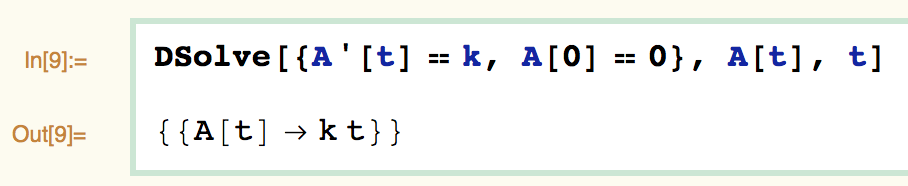 In[9]:= DSolve[{A'[t] == k, A[0] == 0}, A[t], t]
Out[9]= {{A[t] → k t}}